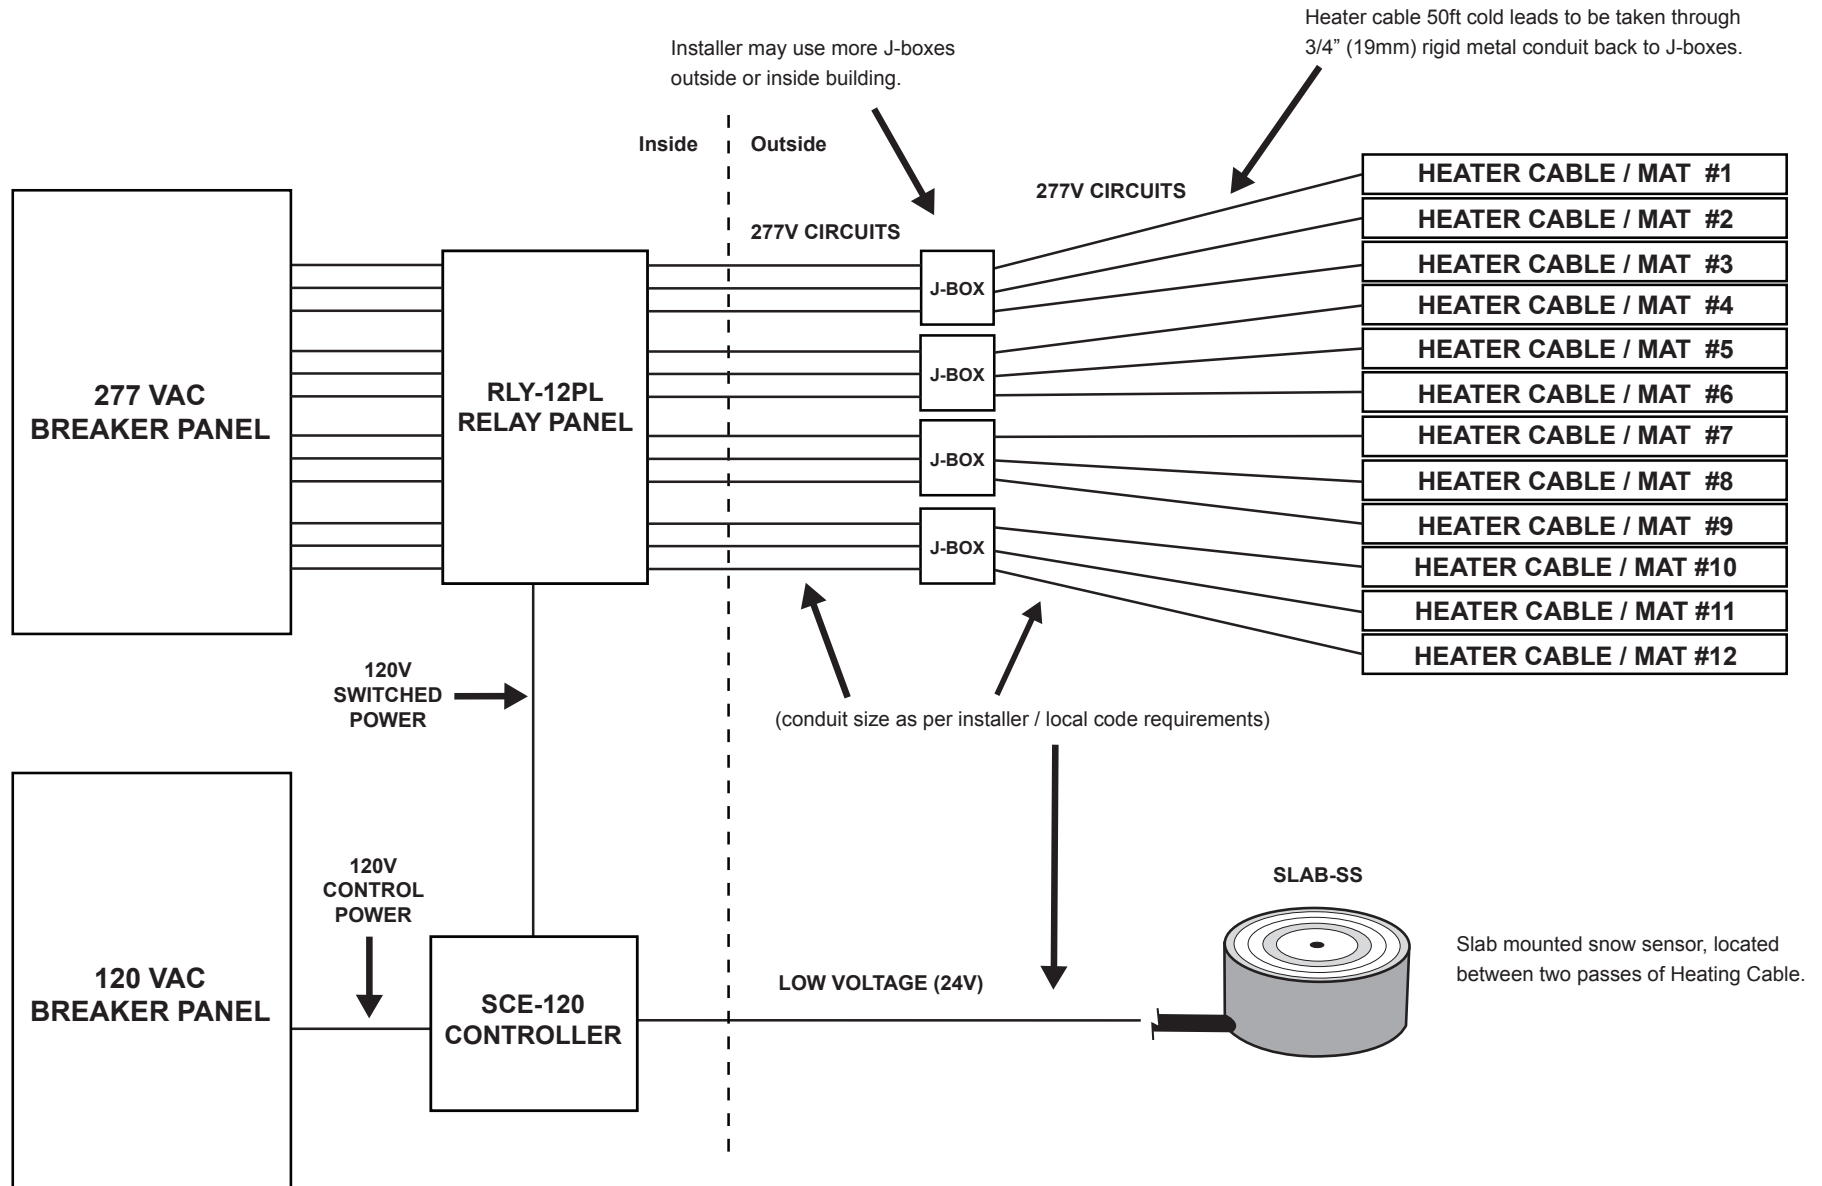 Heater cable 50ft cold leads to be taken through
3/4” (19mm) rigid metal conduit back to J-boxes.
Installer may use more J-boxes
outside or inside building.
Inside
Outside
277V CIRCUITS
277V CIRCUITS
277 VAC
BREAKER PANEL
RLY-12PL
RELAY PANEL
J-BOX
J-BOX
J-BOX
J-BOX
HEATER CABLE / MAT #1
HEATER CABLE / MAT #2
HEATER CABLE / MAT #3
HEATER CABLE / MAT #4
HEATER CABLE / MAT #5
HEATER CABLE / MAT #6
HEATER CABLE / MAT #7
HEATER CABLE / MAT #8
HEATER CABLE / MAT #9
HEATER CABLE / MAT #10
HEATER CABLE / MAT #11
HEATER CABLE / MAT #12
120V
SWITCHED
POWER
(conduit size as per installer / local code requirements)
120V
CONTROL
POWER
120 VAC
BREAKER PANEL
SCE-120
CONTROLLER
LOW VOLTAGE (24V)
SLAB-SS
Slab mounted snow sensor, located
between two passes of Heating Cable.